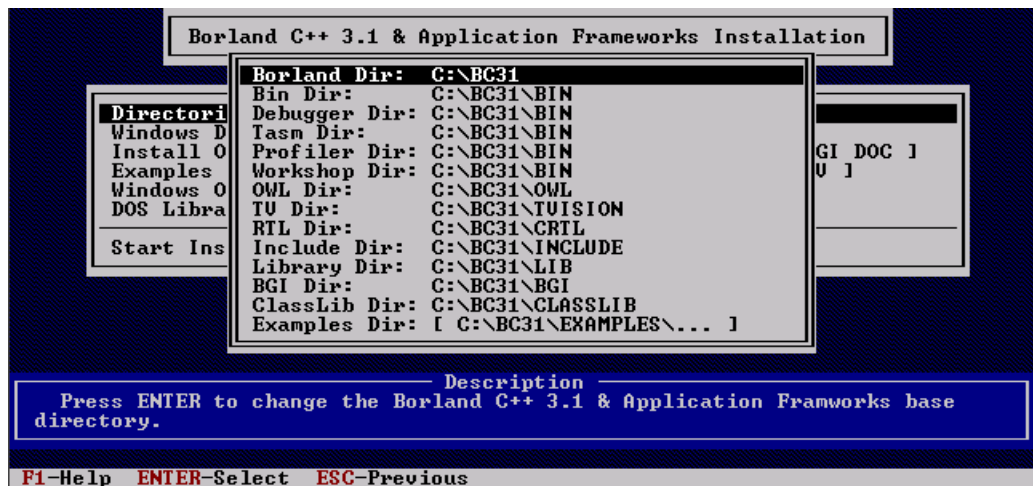 Borland C++ 3.1 & Application Frameworks Installation
Borland Dir: C:\BC31
Bin Dir: C:\BC31\BIN
Directori
Debugger Dir: C:\BC31\BIN
Windows D
Tasm Dir: C:\BC31\BIN
Install O
Profiler Dir: C:\BC31\BIN
GI DOC ]
Examples
Workshop Dir: C:\BC31\BIN
V ]
Windows O
OWL Dir: C:\BC31\OWL
DOS Libra
TV Dir: C:\BC31\TVISION
RTL Dir: C:\BC31\CRTL
Start Ins
Include Dir: C:\BC31\INCLUDE
Library Dir: C:\BC31\LIB
BGI Dir: C:\BC31\BGI
ClassLib Dir: C:\BC31\CLASSLIB
Examples Dir: [ C:\BC31\EXAMPLES\... ]
Description
Press ENTER to change the Borland C++ 3.1 & Application Framworks base
directory.
F1-Help ENTER-Select ESC-Previous